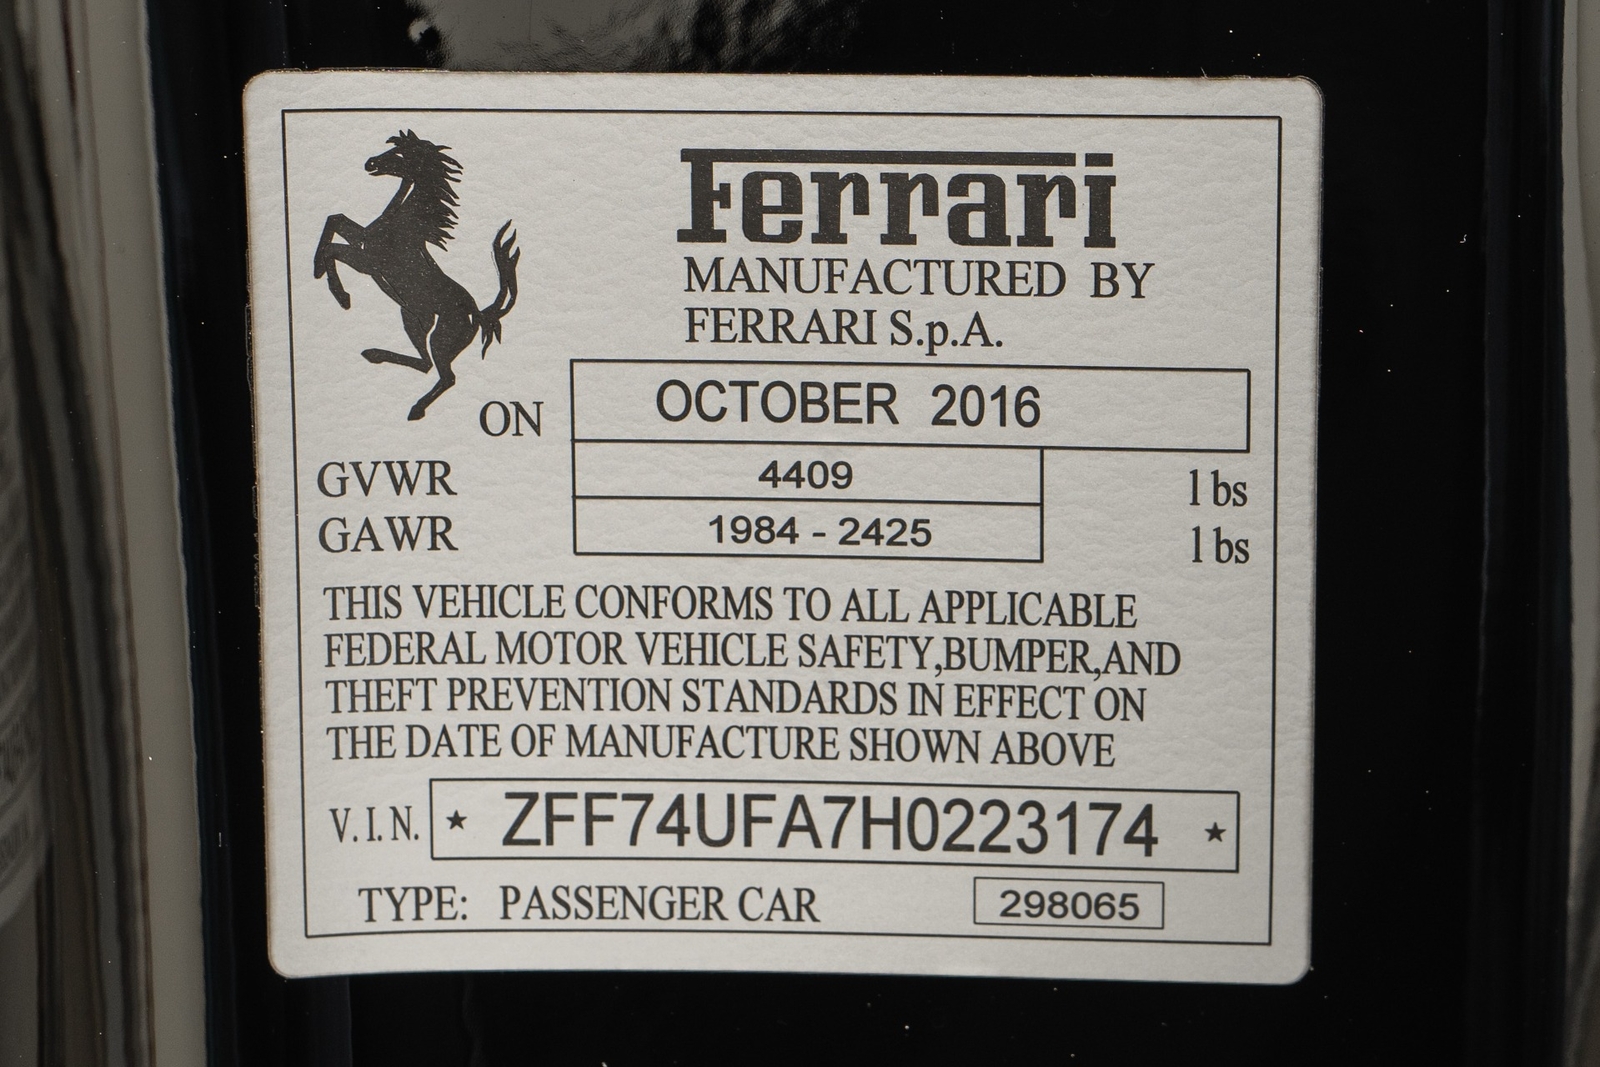 Ferrari
MANUFACTURED BY
FERRARI S.p.A.
ON OCTOBER 2016
GVWR 4409 lbs
GAWR 1984 - 2425 lbs
THIS VEHICLE CONFORMS TO ALL APPLICABLE
FEDERAL MOTOR VEHICLE SAFETY,BUMPER,AND
THEFT PREVENTION STANDARDS IN EFFECT ON
THE DATE OF MANUFACTURE SHOWN ABOVE
V.I.N. ★ ZFF74UFA7H0223174 ★
TYPE: PASSENGER CAR 298065